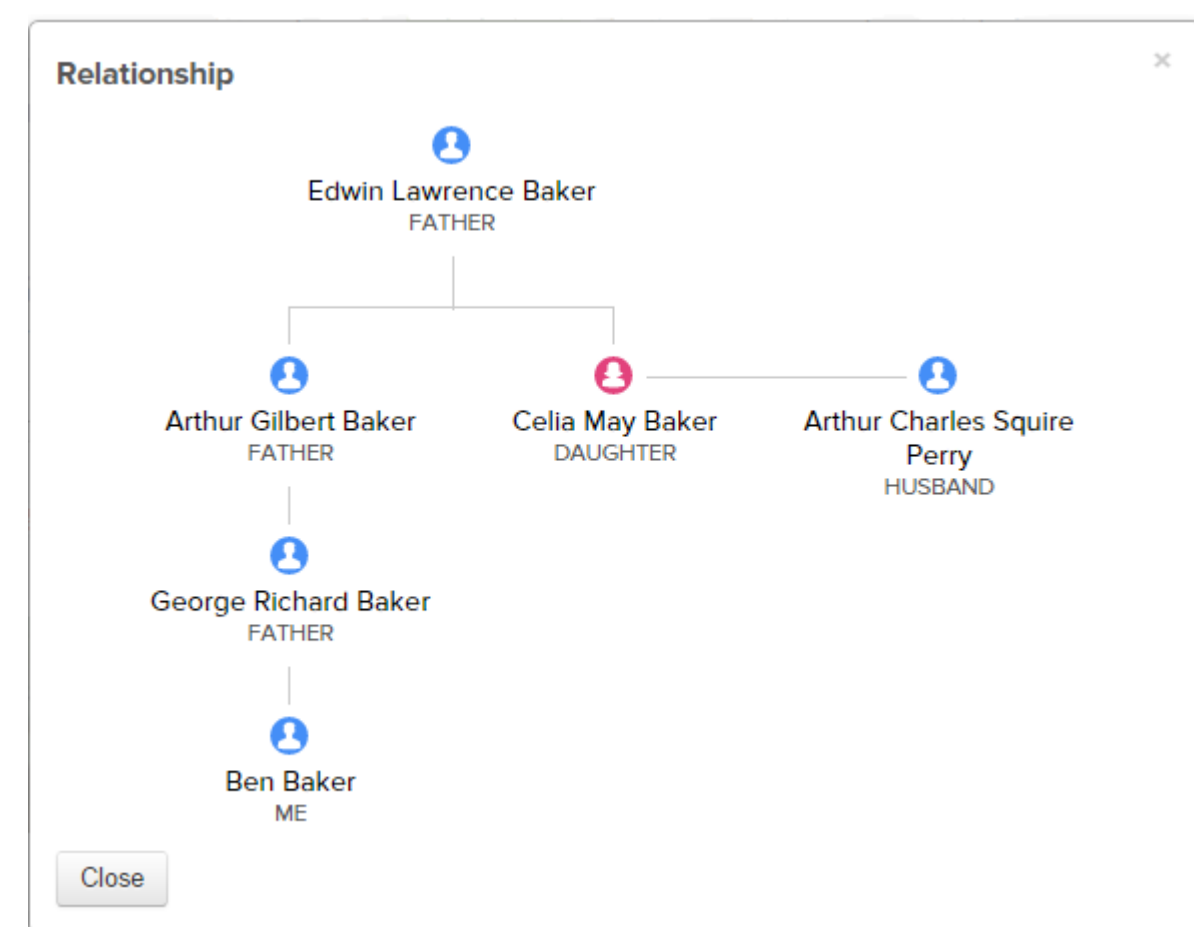 Relationship
×
Edwin Lawrence Baker
FATHER
Arthur Gilbert Baker
FATHER
Celia May Baker
DAUGHTER
Arthur Charles Squire
Perry
HUSBAND
George Richard Baker
FATHER
Ben Baker
ME
Close